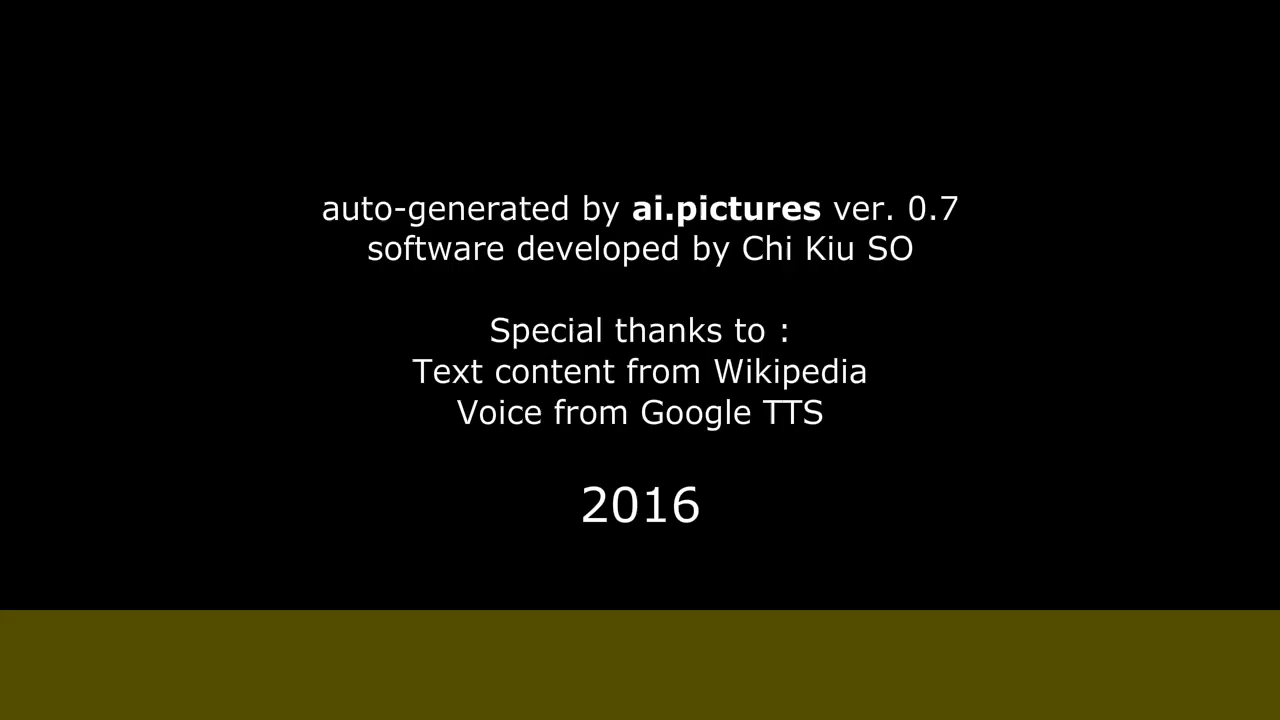 auto-generated by ai.pictures ver. 0.7
software developed by Chi Kiu SO
Special thanks to :
Text content from Wikipedia
Voice from Google TTS
2016